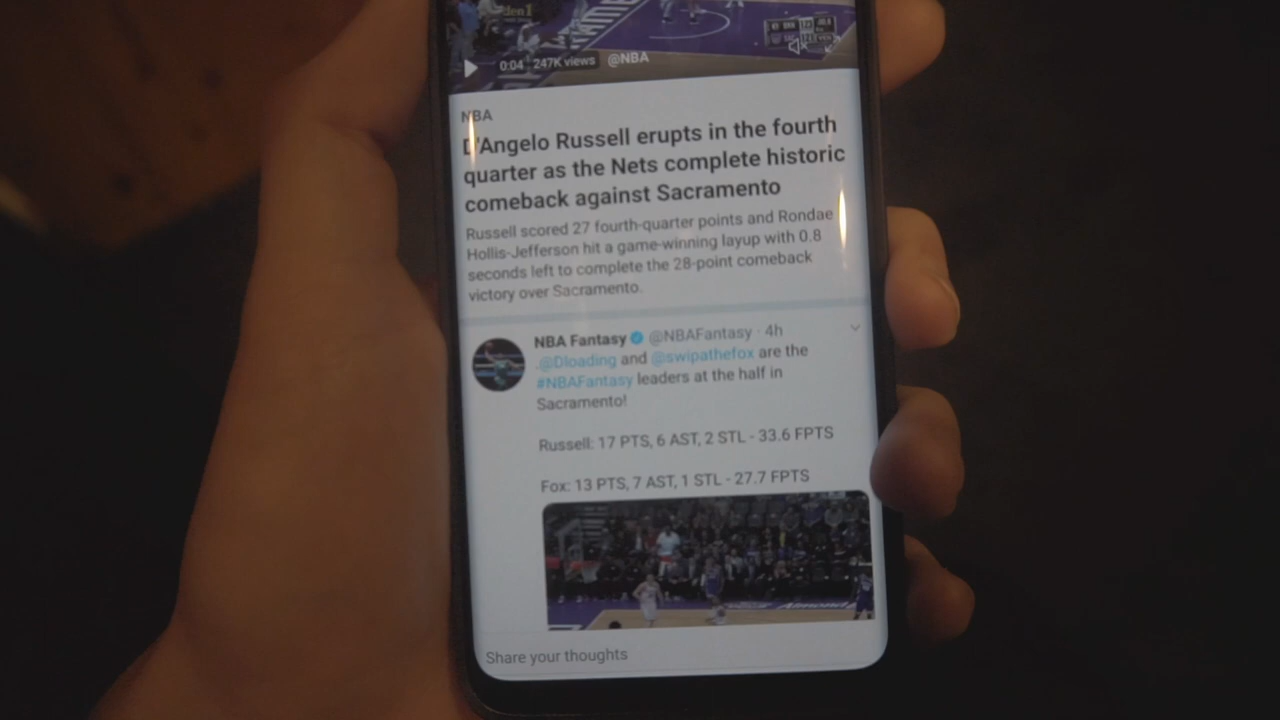 0:04 247K views @NBA
NBA
D'Angelo Russell erupts in the fourth
quarter as the Nets complete historic
comeback against Sacramento
Russell scored 27 fourth-quarter points and Rondae
Hollis-Jefferson hit a game-winning layup with 0.8
seconds left to complete the 28-point comeback
victory over Sacramento.
NBA Fantasy @NBAFantasy · 4h
.@Dloading and @swipathefox are the
#NBAFantasy leaders at the half in
Sacramento!
Russell: 17 PTS, 6 AST, 2 STL - 33.6 FPTS
Fox: 13 PTS, 7 AST, 1 STL - 27.7 FPTS
Share your thoughts